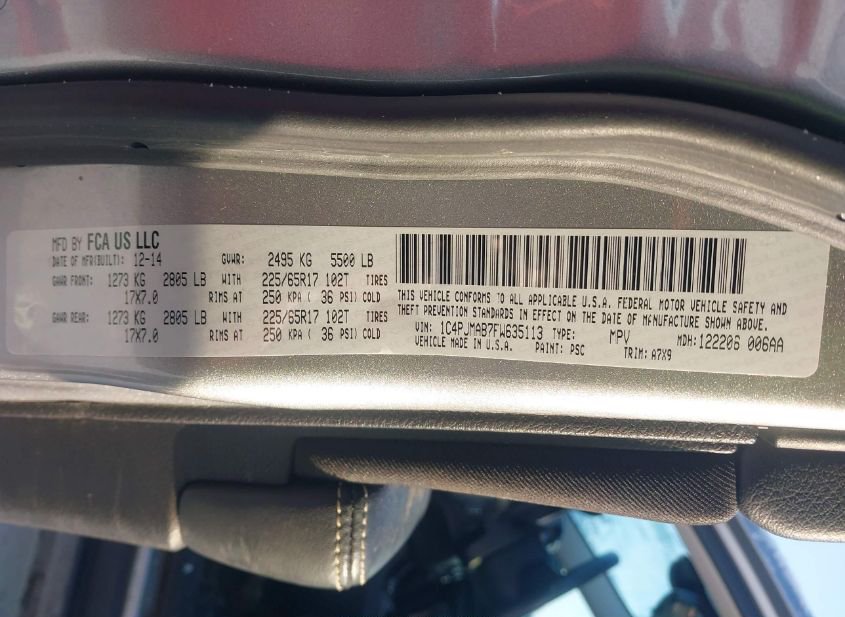 MFD BY FCA US LLC
DATE OF MFR(BUILT): 12-14 GVWR: 2495 KG 5500 LB
GAWR FRONT: 1273 KG 2805 LB WITH 225/65R17 102T TIRES
17X7.0 RIMS AT 250 KPA ( 36 PSI) COLD
GAWR REAR: 1273 KG 2805 LB WITH 225/65R17 102T TIRES
17X7.0 RIMS AT 250 KPA ( 36 PSI) COLD
THIS VEHICLE CONFORMS TO ALL APPLICABLE U.S.A. FEDERAL MOTOR VEHICLE SAFETY AND
THEFT PREVENTION STANDARDS IN EFFECT ON THE DATE OF MANUFACTURE SHOWN ABOVE.
VIN: 1C4PJMAB7FW635113 TYPE: MPV MDH: 122206 006AA
VEHICLE MADE IN U.S.A. PAINT: PSC TRIM: A7X9